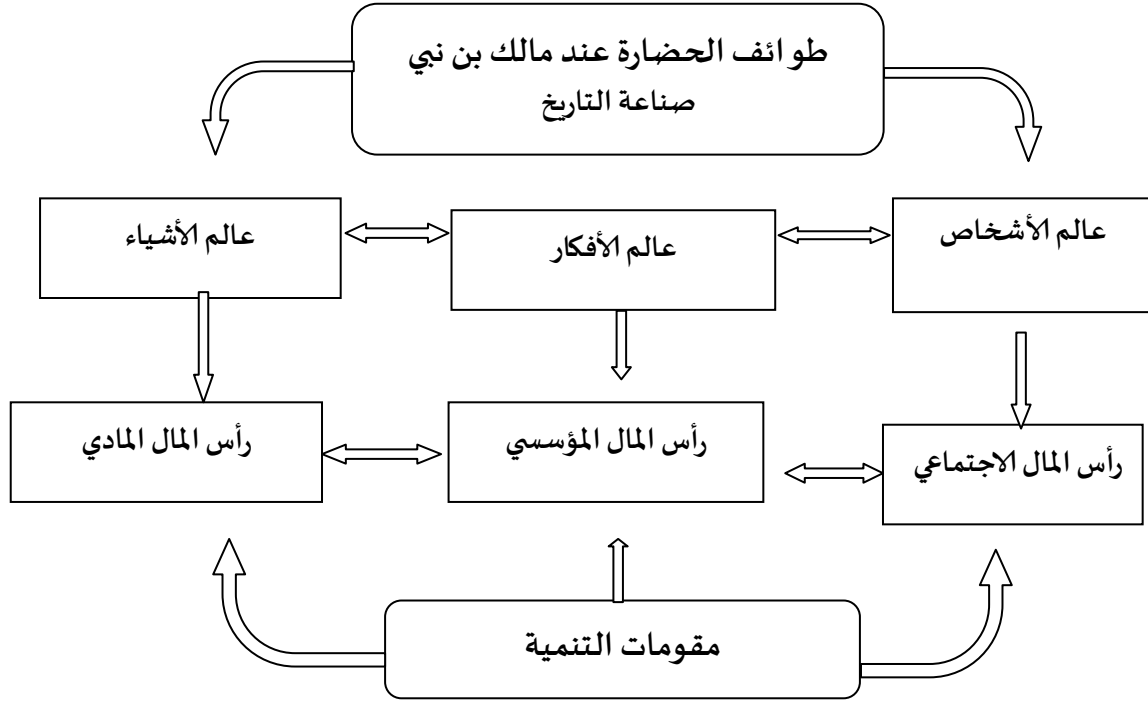 طوائف الحضارة عند مالك بن نبي
صناعة التاريخ
عالم الأشخاص
عالم الأفكار
عالم الأشياء
رأس المال الاجتماعي
رأس المال المؤسسي
رأس المال المادي
مقومات التنمية